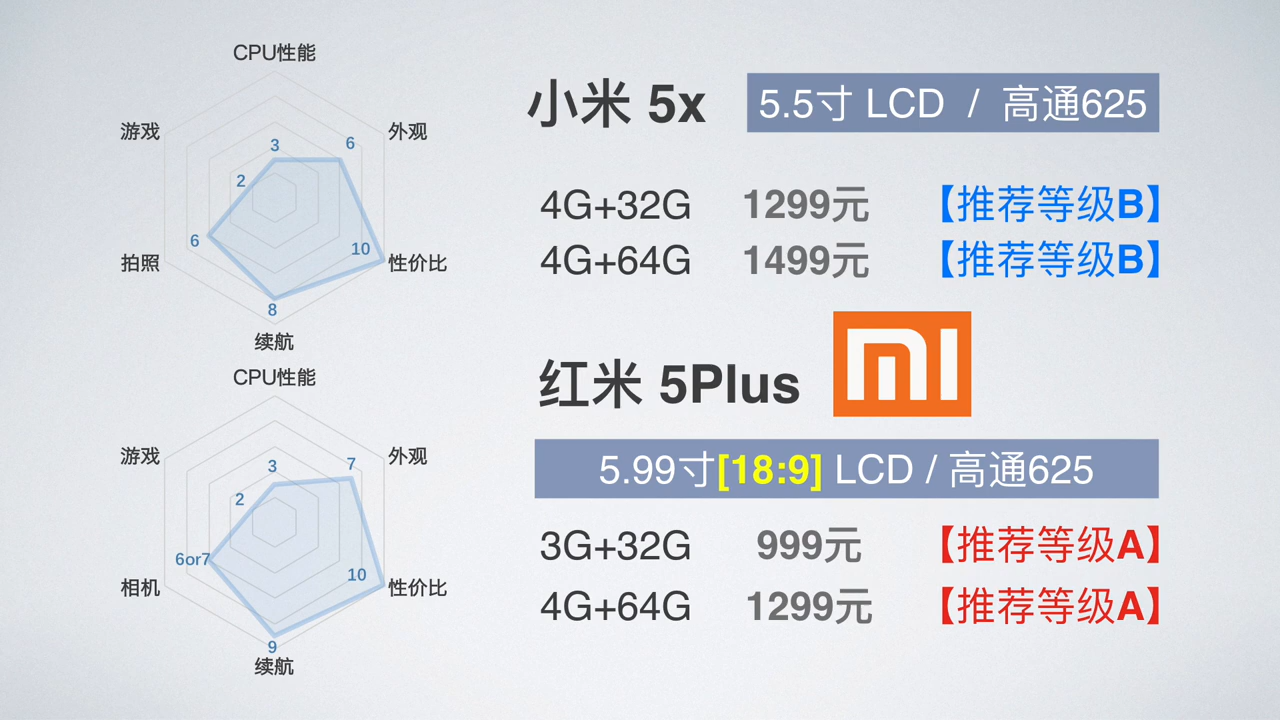 CPU性能
游戏
外观
3
6
2
6
10
拍照
性价比
8
续航
小米 5x
5.5寸 LCD / 高通625
4G+32G 1299元 【推荐等级B】
4G+64G 1499元 【推荐等级B】
CPU性能
游戏
外观
3
7
2
6or7
10
相机
性价比
9
续航
红米 5Plus
MI
5.99寸[18:9] LCD / 高通625
3G+32G 999元 【推荐等级A】
4G+64G 1299元 【推荐等级A】